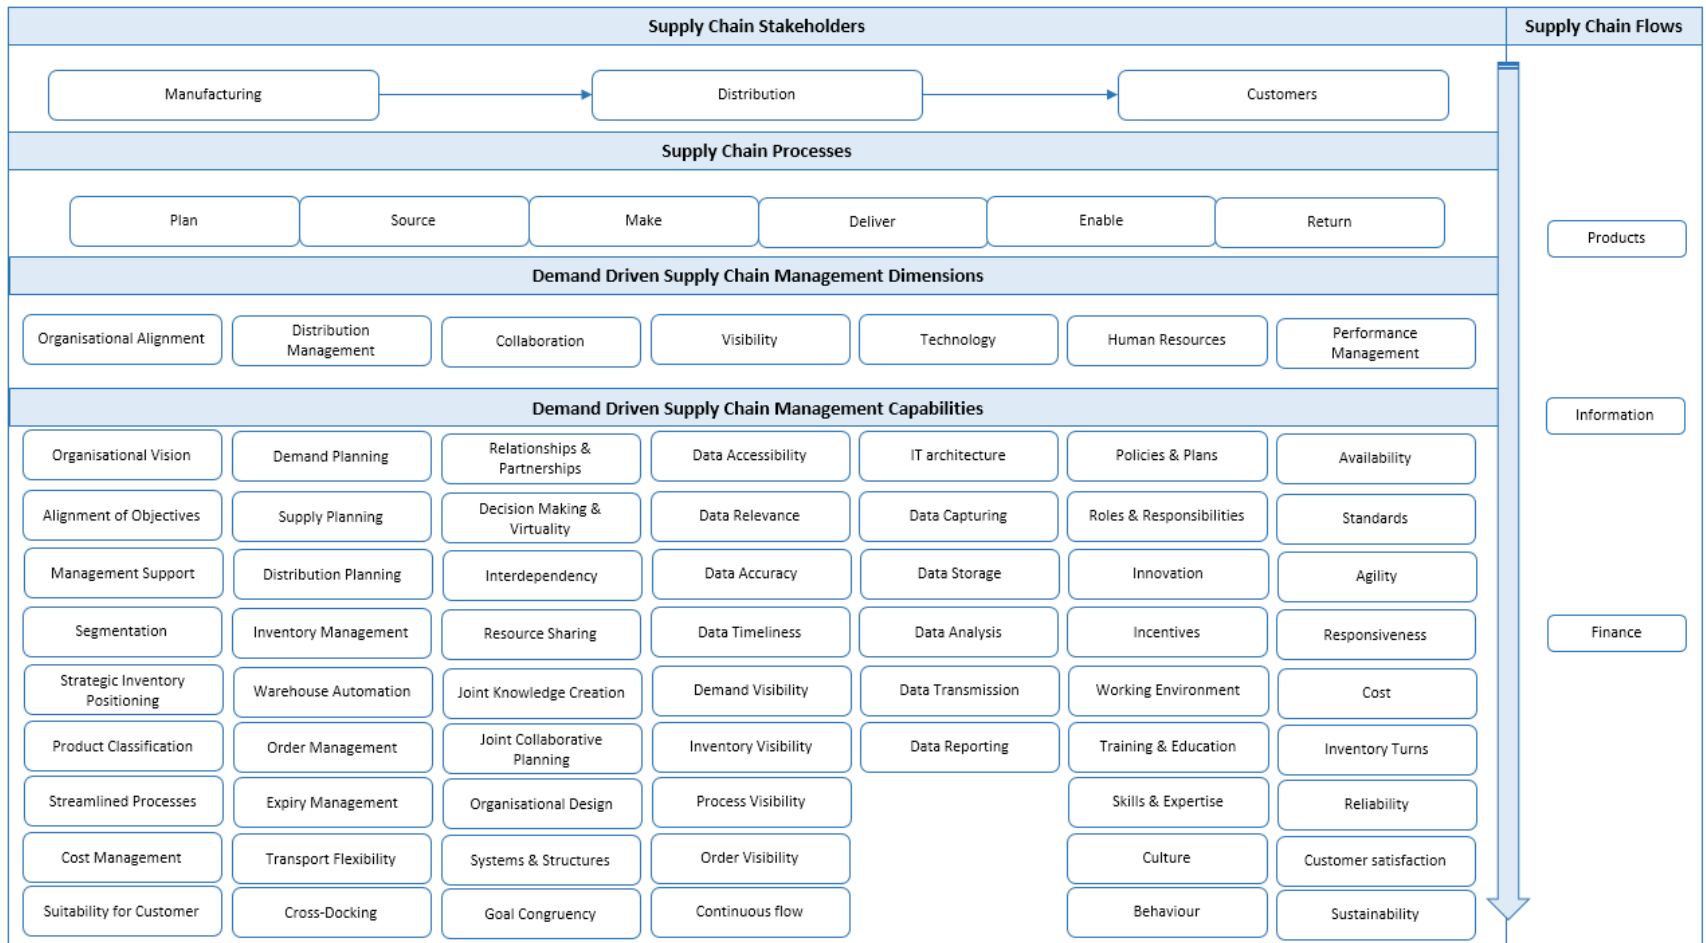 Supply Chain Stakeholders
Supply Chain Flows
Manufacturing
Distribution
Customers
Supply Chain Processes
Plan
Source
Make
Deliver
Enable
Return
Products
Demand Driven Supply Chain Management Dimensions
Organisational Alignment
Distribution
Management
Collaboration
Visibility
Technology
Human Resources
Performance
Management
Demand Driven Supply Chain Management Capabilities
Information
Organisational Vision
Demand Planning
Relationships &
Partnerships
Data Accessibility
IT architecture
Policies & Plans
Availability
Alignment of Objectives
Supply Planning
Decision Making &
Virtuality
Data Relevance
Data Capturing
Roles & Responsibilities
Standards
Management Support
Distribution Planning
Interdependency
Data Accuracy
Data Storage
Innovation
Agility
Segmentation
Inventory Management
Resource Sharing
Data Timeliness
Data Analysis
Incentives
Responsiveness
Finance
Strategic Inventory
Positioning
Warehouse Automation
Joint Knowledge Creation
Demand Visibility
Data Transmission
Working Environment
Cost
Product Classification
Order Management
Joint Collaborative
Planning
Inventory Visibility
Data Reporting
Training & Education
Inventory Turns
Streamlined Processes
Expiry Management
Organisational Design
Process Visibility
Skills & Expertise
Reliability
Cost Management
Transport Flexibility
Systems & Structures
Order Visibility
Culture
Customer satisfaction
Suitability for Customer
Cross-Docking
Goal Congruency
Continuous flow
Behaviour
Sustainability